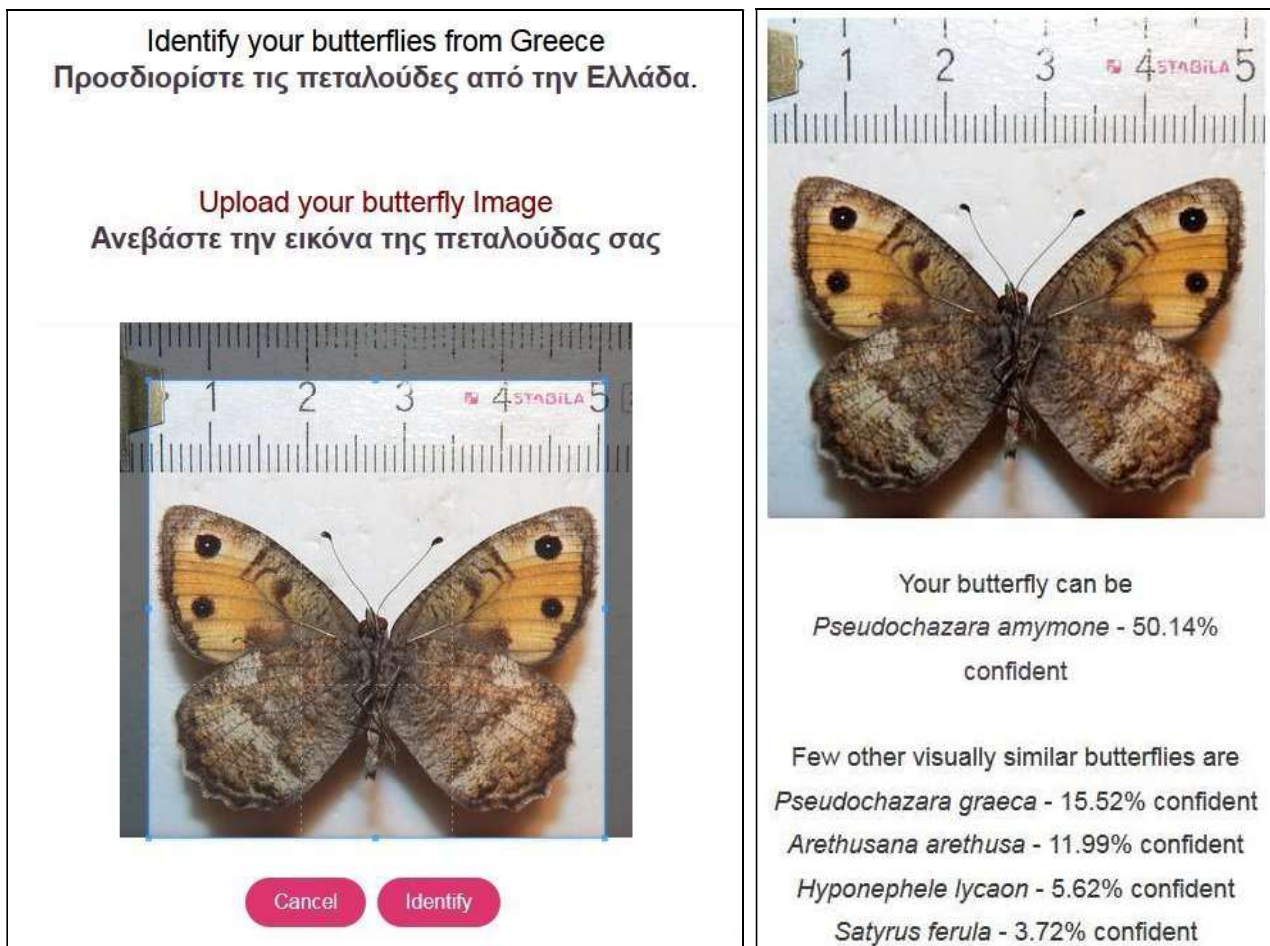 Identify your butterflies from Greece
Προσδιορίστε τις πεταλούδες από την Ελλάδα.
Upload your butterfly Image
Ανεβάστε την εικόνα της πεταλούδας σας
1 2 3 4 STABILA 5
Cancel Identify
1 2 3 4 STABILA 5
Your butterfly can be
Pseudochazara amymone - 50.14%
confident
Few other visually similar butterflies are
Pseudochazara graeca - 15.52% confident
Arethusana arethusa - 11.99% confident
Hyponephele lycaon - 5.62% confident
Satyrus ferula - 3.72% confident